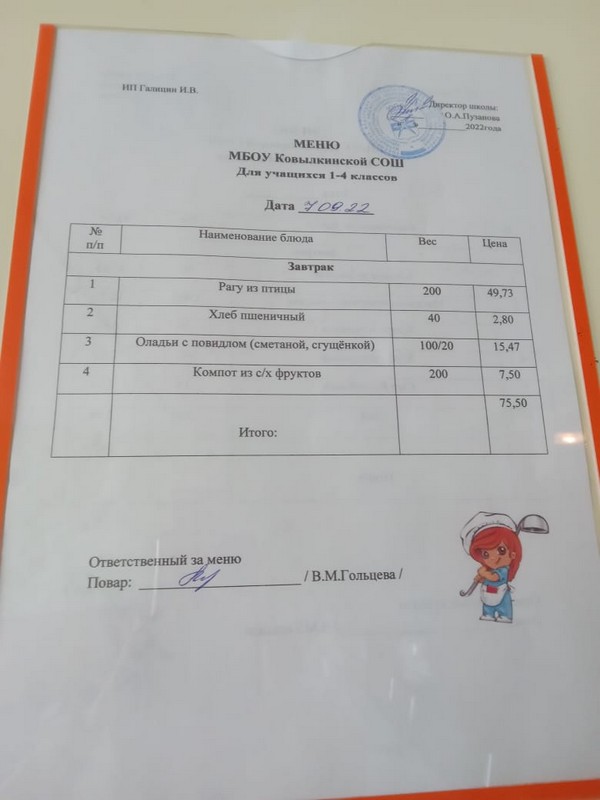 ИП Галицин И.В.
Директор школы:
О.А.Пузанова
2022года
МЕНЮ
МБОУ Ковылкинской СОШ
Для учащихся 1-4 классов
Дата 70922
№ п/п Наименование блюда Вес Цена
Завтрак
1 Рагу из птицы 200 49,73
2 Хлеб пшеничный 40 2,80
3 Оладьи с повидлом (сметаной, сгущёнкой) 100/20 15,47
4 Компот из с/х фруктов 200 7,50
Итого: 75,50
Ответственный за меню
Повар: / В.М.Гольцева /